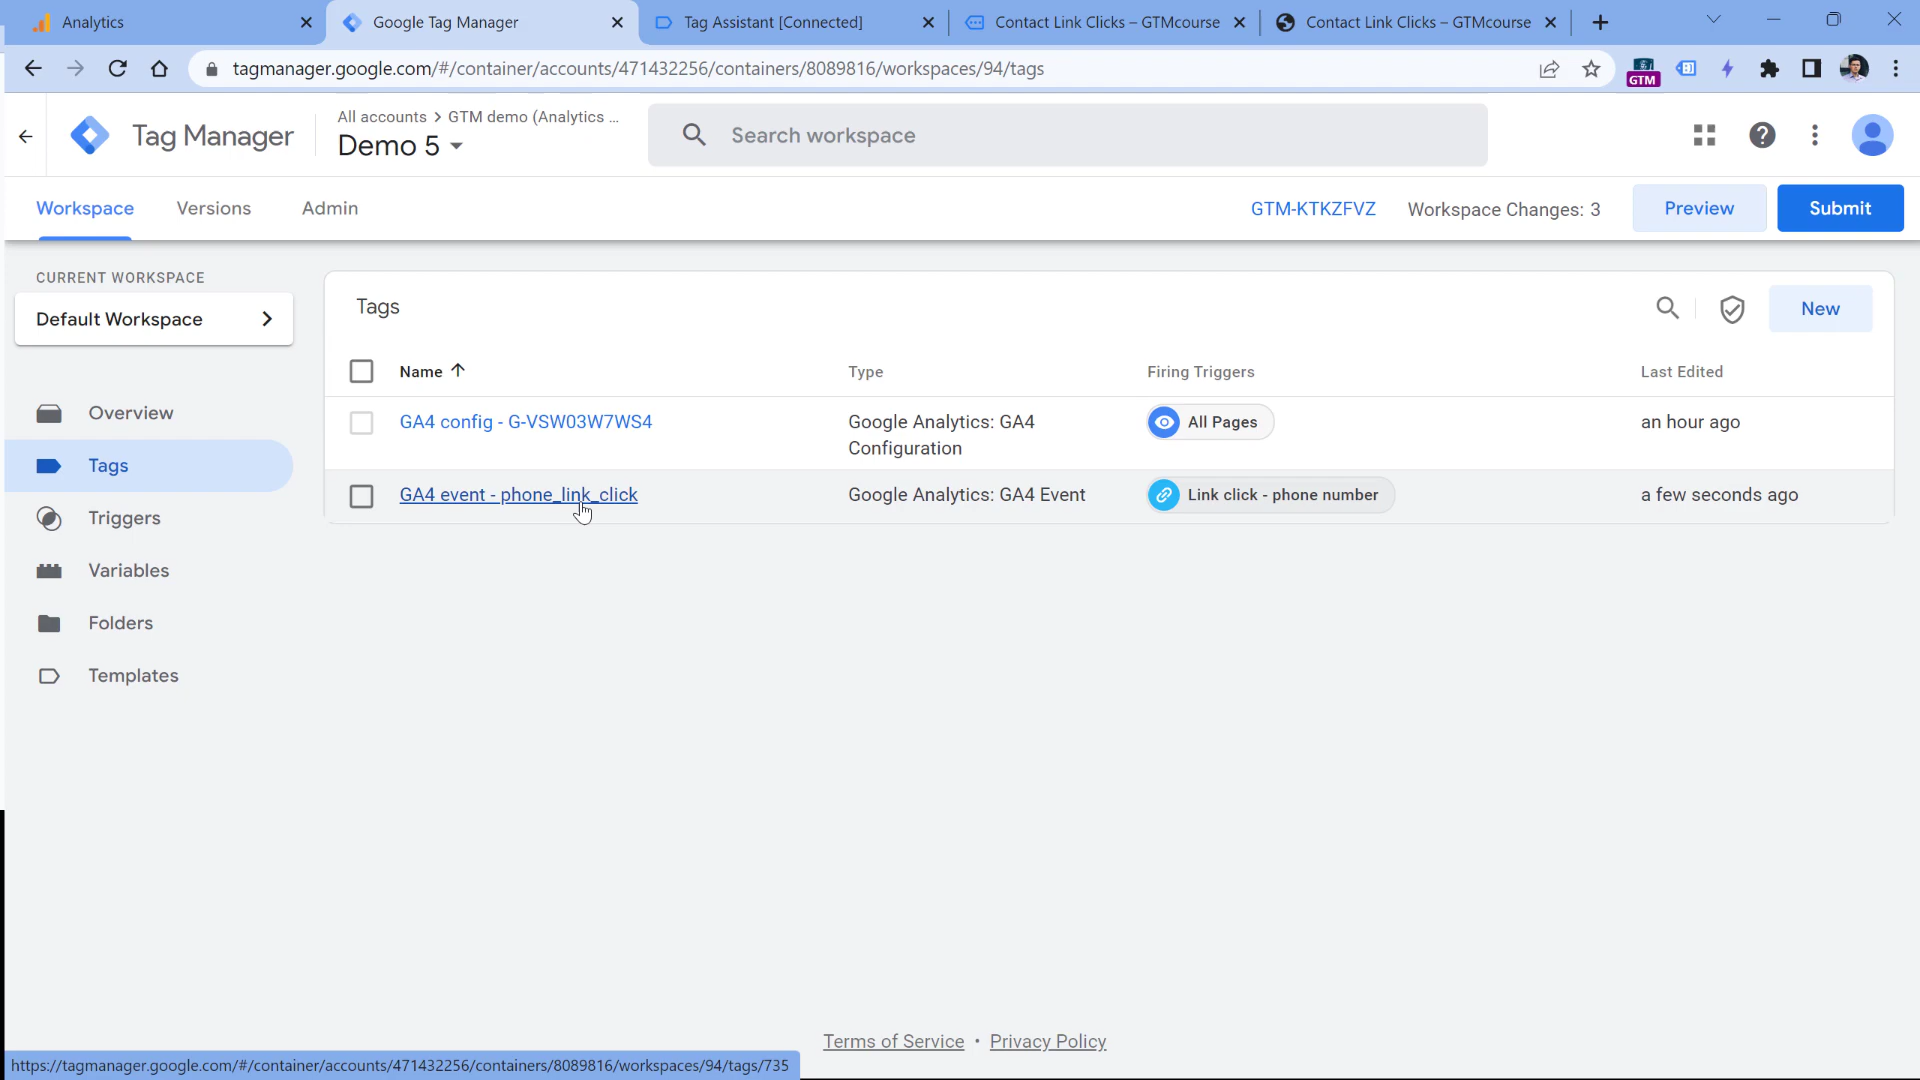 Analytics
Google Tag Manager
Tag Assistant [Connected]
Contact Link Clicks – GTMcourse
Contact Link Clicks – GTMcourse
tagmanager.google.com/#/container/accounts/471432256/containers/8089816/workspaces/94/tags
GTM
Tag Manager
All accounts > GTM demo (Analytics ...
Demo 5
Search workspace
Workspace
Versions
Admin
GTM-KTKZFVZ
Workspace Changes: 3
Preview
Submit
CURRENT WORKSPACE
Default Workspace
Overview
Tags
Triggers
Variables
Folders
Templates
Tags
New
Name
Type
Firing Triggers
Last Edited
GA4 config - G-VSW03W7WS4
Google Analytics: GA4
Configuration
All Pages
an hour ago
GA4 event - phone_link_click
Google Analytics: GA4 Event
Link click - phone number
a few seconds ago
Terms of Service • Privacy Policy
https://tagmanager.google.com/#/container/accounts/471432256/containers/8089816/workspaces/94/tags/735